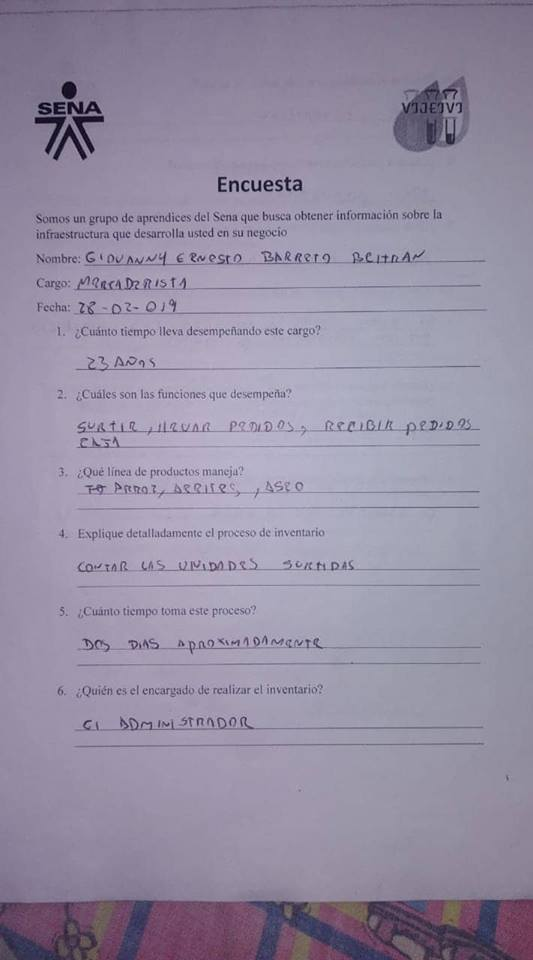 SENA
Encuesta
Somos un grupo de aprendices del Sena que busca obtener información sobre la
infraestructura que desarrolla usted en su negocio
Nombre: GIOVANNY ERNESTO BARRETO BELTRAN
Cargo: MERCADERISTA
Fecha: 28-02-019
1. ¿Cuánto tiempo lleva desempeñando este cargo?
23 AÑOS
2. ¿Cuáles son las funciones que desempeña?
SURTIR, LLEVAR PEDIDOS, RECIBIR PEDIDOS
CAJA
3. ¿Qué línea de productos maneja?
ARROZ, ACEITES, , ASEO
4. Explique detalladamente el proceso de inventario
CONTAR LAS UNIDADES SURTIDAS
5. ¿Cuánto tiempo toma este proceso?
DOS DIAS APROXIMADAMENTE
6. ¿Quién es el encargado de realizar el inventario?
El ADMINISTRADOR